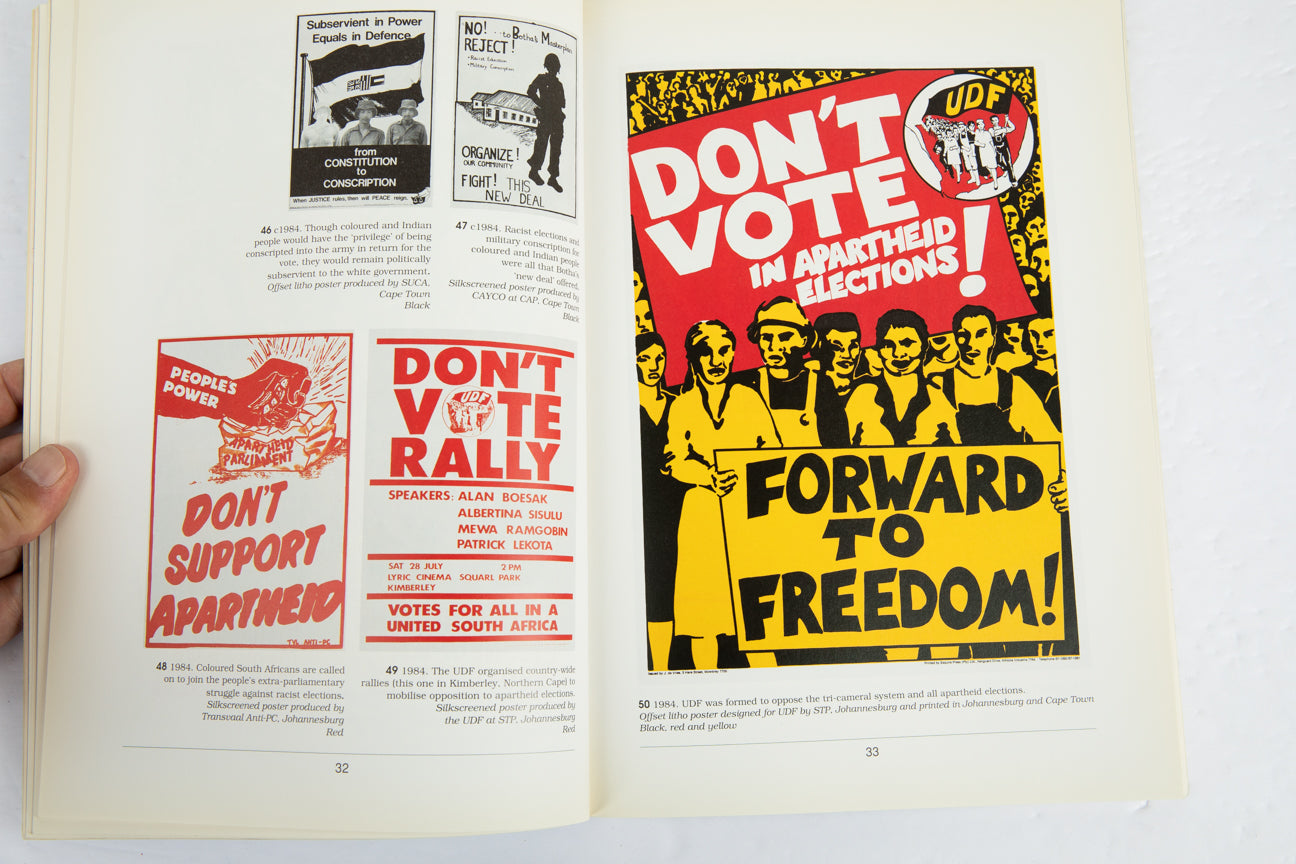 Subservient in Power
Equals in Defence
from
CONSTITUTION
to
CONSCRIPTION
When JUSTICE rules, then will PEACE reign.
46 c1984. Though coloured and Indian
people would have the 'privilege' of being
conscripted into the army in return for the
vote, they would remain politically
subservient to the white government.
Offset litho poster produced by SUCA,
Cape Town
Black
NO! ...to Botha's Masterplan
REJECT!
• Racist Education
• Military Conscription
ORGANIZE!
OUR COMMUNITY
FIGHT! THIS
NEW DEAL
47 c1984. Racist elections and
military conscription for
coloured and Indian people
were all that Botha's
'new deal' offered.
Silkscreened poster produced by
CAYCO at CAP, Cape Town
Black
PEOPLE'S
POWER
APARTHEID
PARLIMENT
DON'T
SUPPORT
APARTHEID
TVL ANTI-PC
48 1984. Coloured South Africans are called
on to join the people's extra-parliamentary
struggle against racist elections.
Silkscreened poster produced by
Transvaal Anti-PC, Johannesburg
Red
DON'T
VOTE
UDF
RALLY
SPEAKERS: ALAN BOESAK
ALBERTINA SISULU
MEWA RAMGOBIN
PATRICK LEKOTA
SAT 28 JULY 2 PM
LYRIC CINEMA SQUARL PARK
KIMBERLEY
VOTES FOR ALL IN A
UNITED SOUTH AFRICA
49 1984. The UDF organised country-wide
rallies (this one in Kimberley, Northern Cape) to
mobilise opposition to apartheid elections.
Silkscreened poster produced by
the UDF at STP, Johannesburg
Red
32
DON'T
VOTE
IN APARTHEID
ELECTIONS!
UDF
FORWARD
TO
FREEDOM!
50 1984. UDF was formed to oppose the tri-cameral system and all apartheid elections.
Offset litho poster designed for UDF by STP, Johannesburg and printed in Johannesburg and Cape Town
Black, red and yellow
33